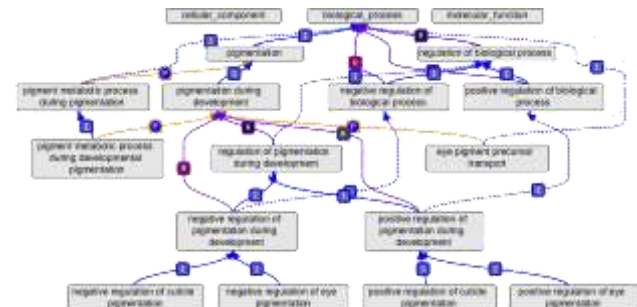 cellular_component
biological_process
molecular_function
pigmentation
regulation of biological process
pigment metabolic process
during pigmentation
pigmentation during
development
negative regulation of
biological process
positive regulation of biological
process
pigment metabolic process
during developmental
pigmentation
regulation of pigmentation
during development
eye pigment precursor
transport
negative regulation of
pigmentation during
development
positive regulation of
pigmentation during
development
negative regulation of cuticle
pigmentation
negative regulation of eye
pigmentation
positive regulation of cuticle
pigmentation
positive regulation of eye
pigmentation